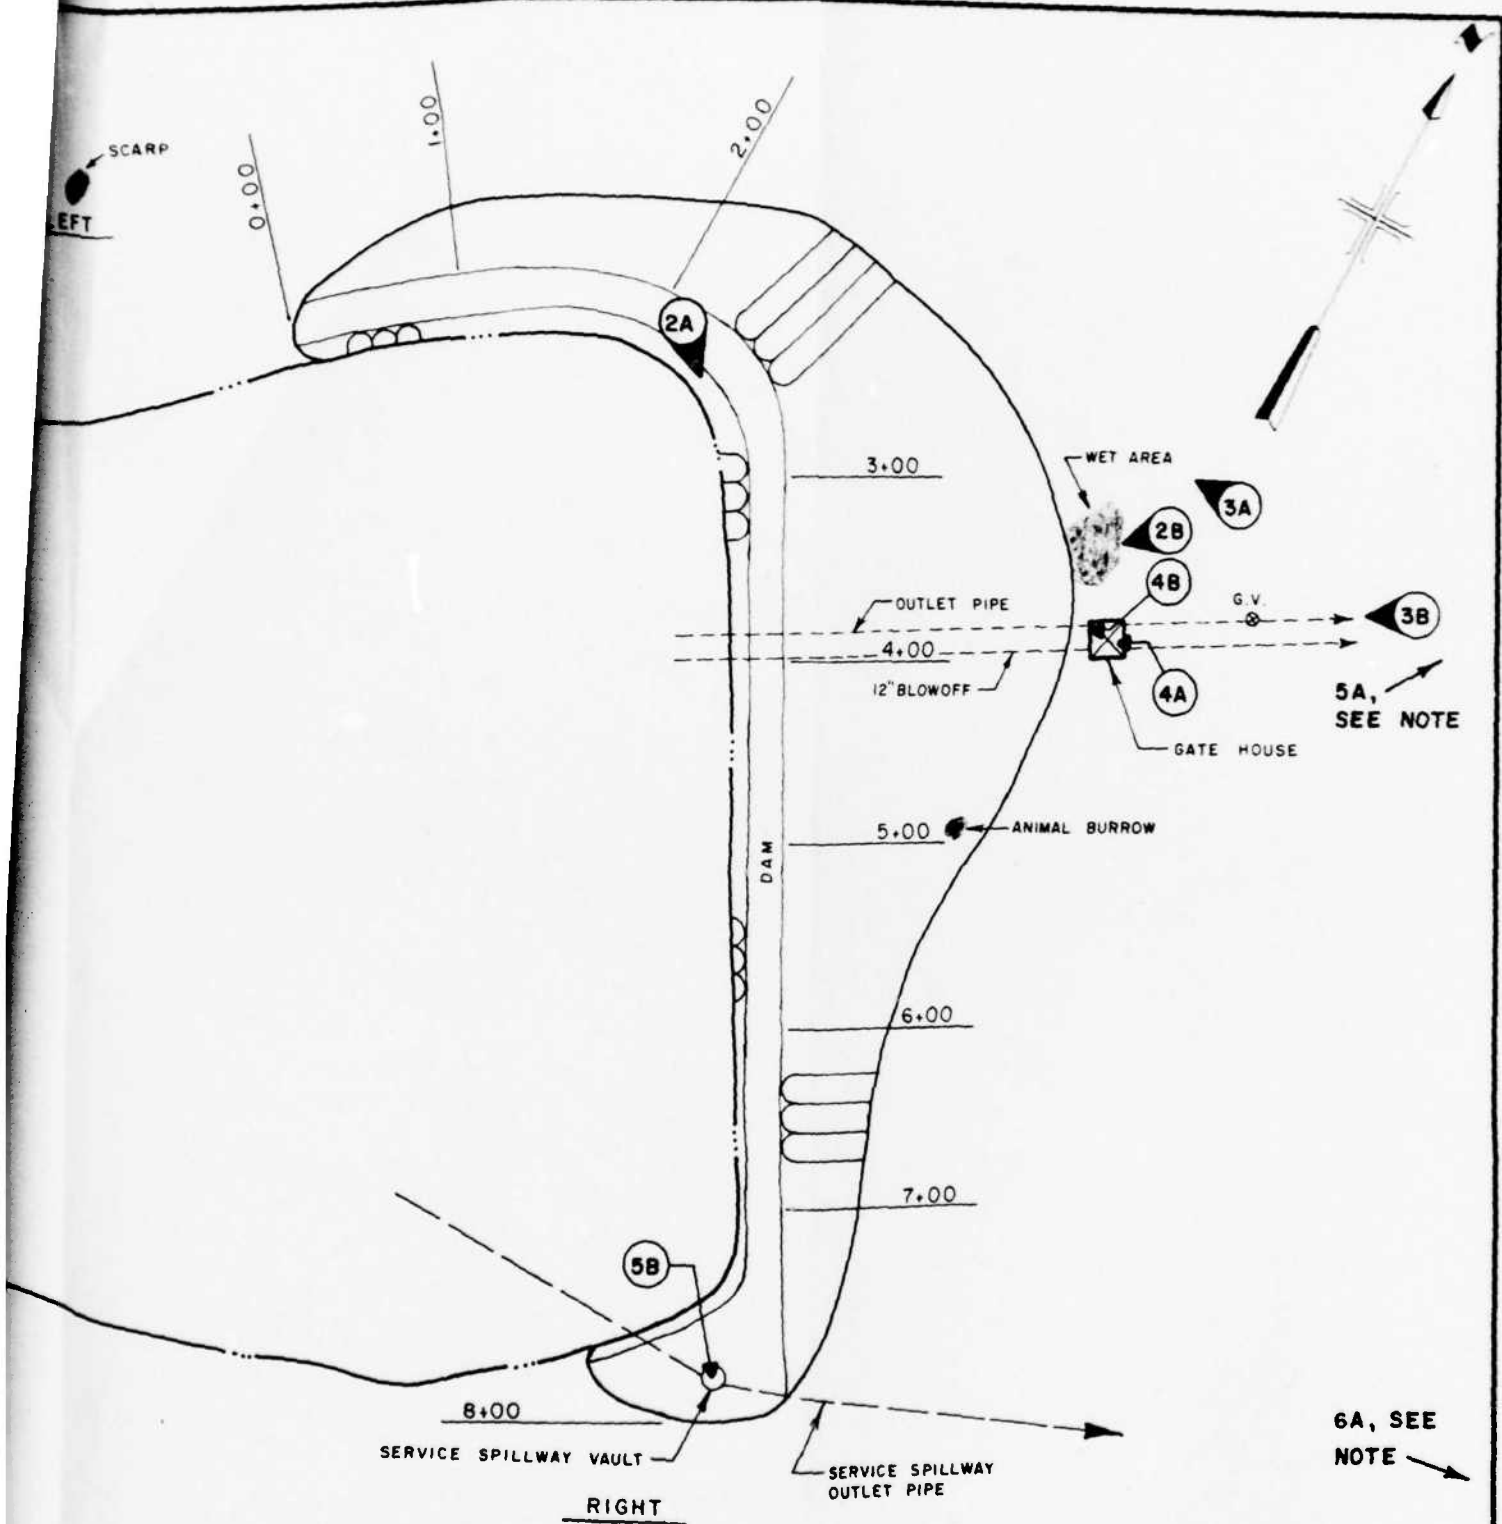 SCARP
0+00
1+00
2+00
2A
3+00
WET AREA
3A
2B
4B
OUTLET PIPE
G.V.
3B
4+00
12" BLOWOFF
4A
5A,
SEE NOTE
GATE HOUSE
5+00
ANIMAL BURROW
DAM
6+00
7+00
5B
8+00
SERVICE SPILLWAY VAULT
SERVICE SPILLWAY
OUTLET PIPE
6A, SEE
NOTE
RIGHT